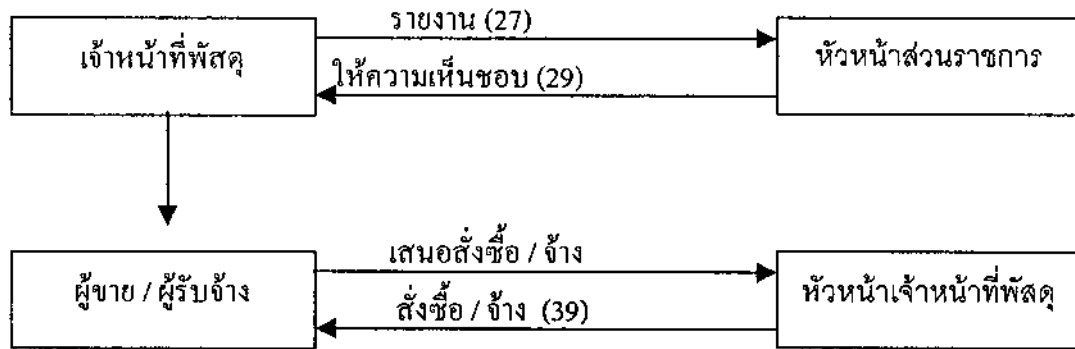 รายงาน (27)
เจ้าหน้าที่พัสดุ
หัวหน้าส่วนราชการ
ให้ความเห็นชอบ (29)
เสนอสั่งซื้อ / จ้าง
ผู้ขาย / ผู้รับจ้าง
หัวหน้าเจ้าหน้าที่พัสดุ
สั่งซื้อ / จ้าง (39)